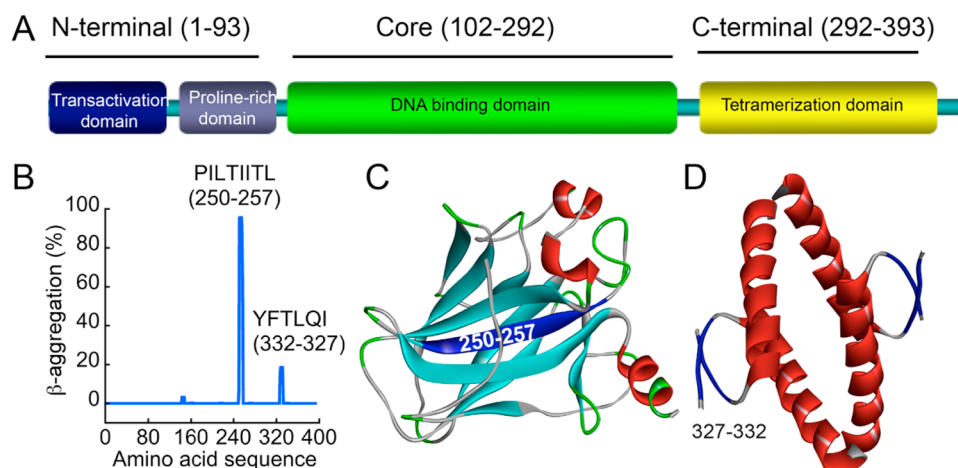 A
N-terminal (1-93)
Core (102-292)
C-terminal (292-393)
Transactivation domain
Proline-rich domain
DNA binding domain
Tetramerization domain
B
PILTIITL
(250-257)
YFTLQI
(332-327)
β-aggregation (%)
100
80
60
40
20
0
0 80 160 240 320 400
Amino acid sequence
C
250-257
D
327-332